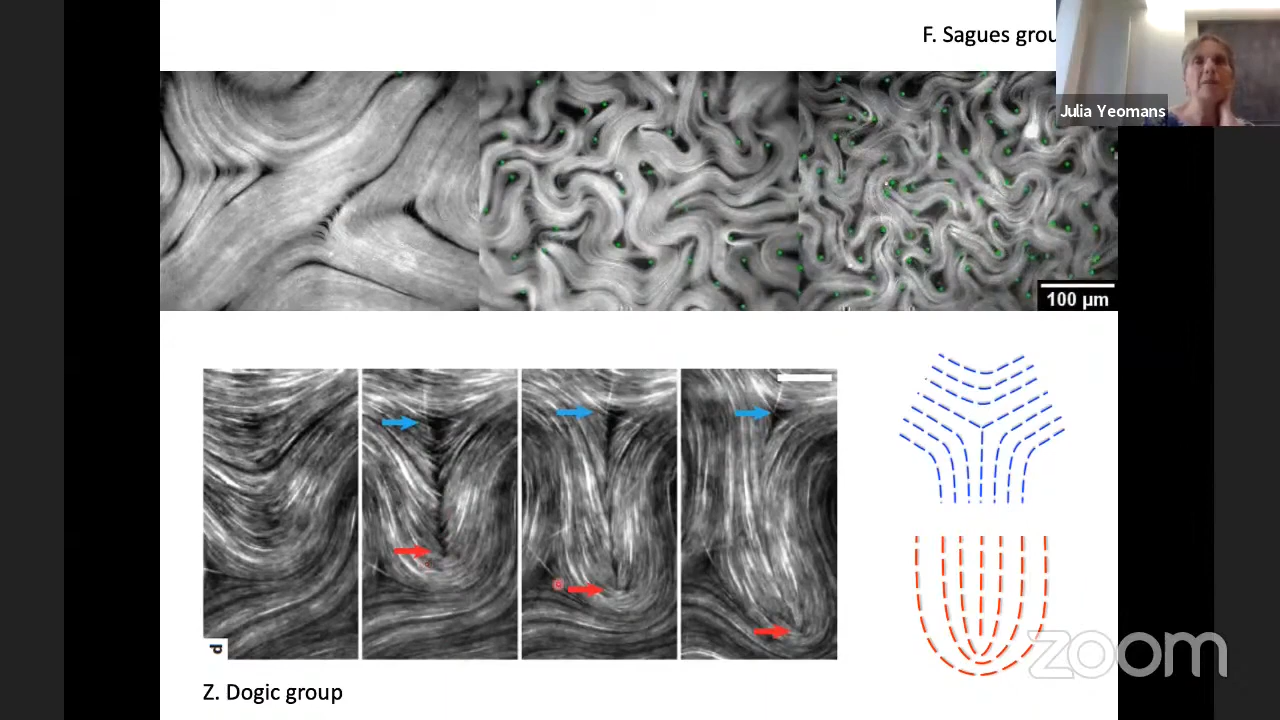 F. Sagues grou
Julia Yeomans
100 μm
d
Z. Dogic group
zoom